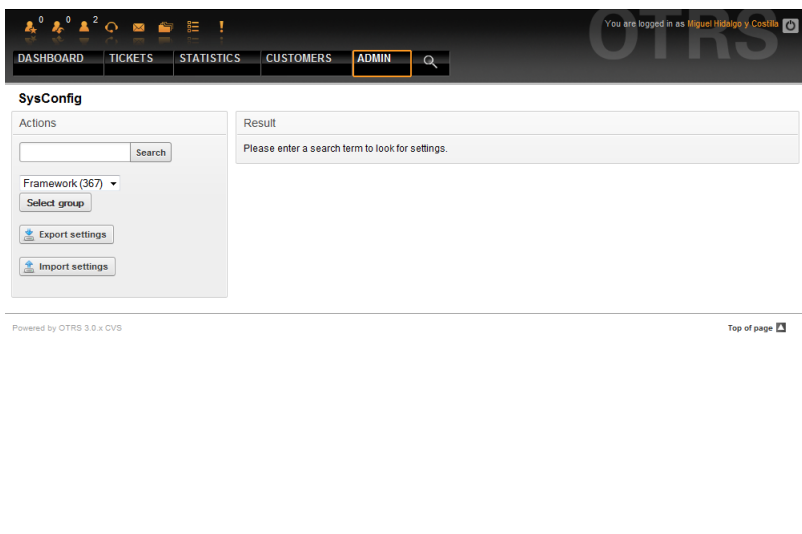 0 0 2
OTRS
You are logged in as Miguel Hidalgo y Costilla
DASHBOARD TICKETS STATISTICS CUSTOMERS ADMIN
SysConfig
Actions
Search
Framework (367)
Select group
Export settings
Import settings
Result
Please enter a search term to look for settings.
Powered by OTRS 3.0.x CVS
Top of page